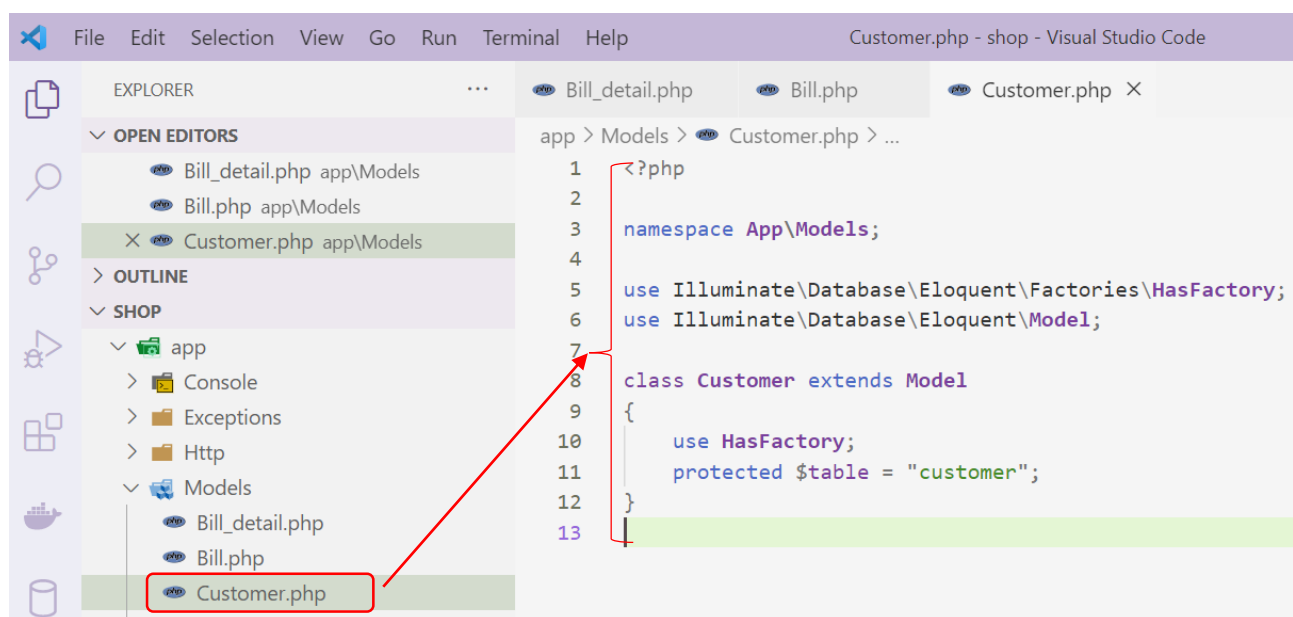 File Edit Selection View Go Run Terminal Help Customer.php - shop - Visual Studio Code
EXPLORER ...
OPEN EDITORS
Bill_detail.php app\Models
Bill.php app\Models
Customer.php app\Models
OUTLINE
SHOP
app
Console
Exceptions
Http
Models
Bill_detail.php
Bill.php
Customer.php
Bill_detail.php Bill.php Customer.php
app > Models > Customer.php > ...
1 <?php
2
3 namespace App\Models;
4
5 use Illuminate\Database\Eloquent\Factories\HasFactory;
6 use Illuminate\Database\Eloquent\Model;
7
8 class Customer extends Model
9 {
10 use HasFactory;
11 protected $table = "customer";
12 }
13